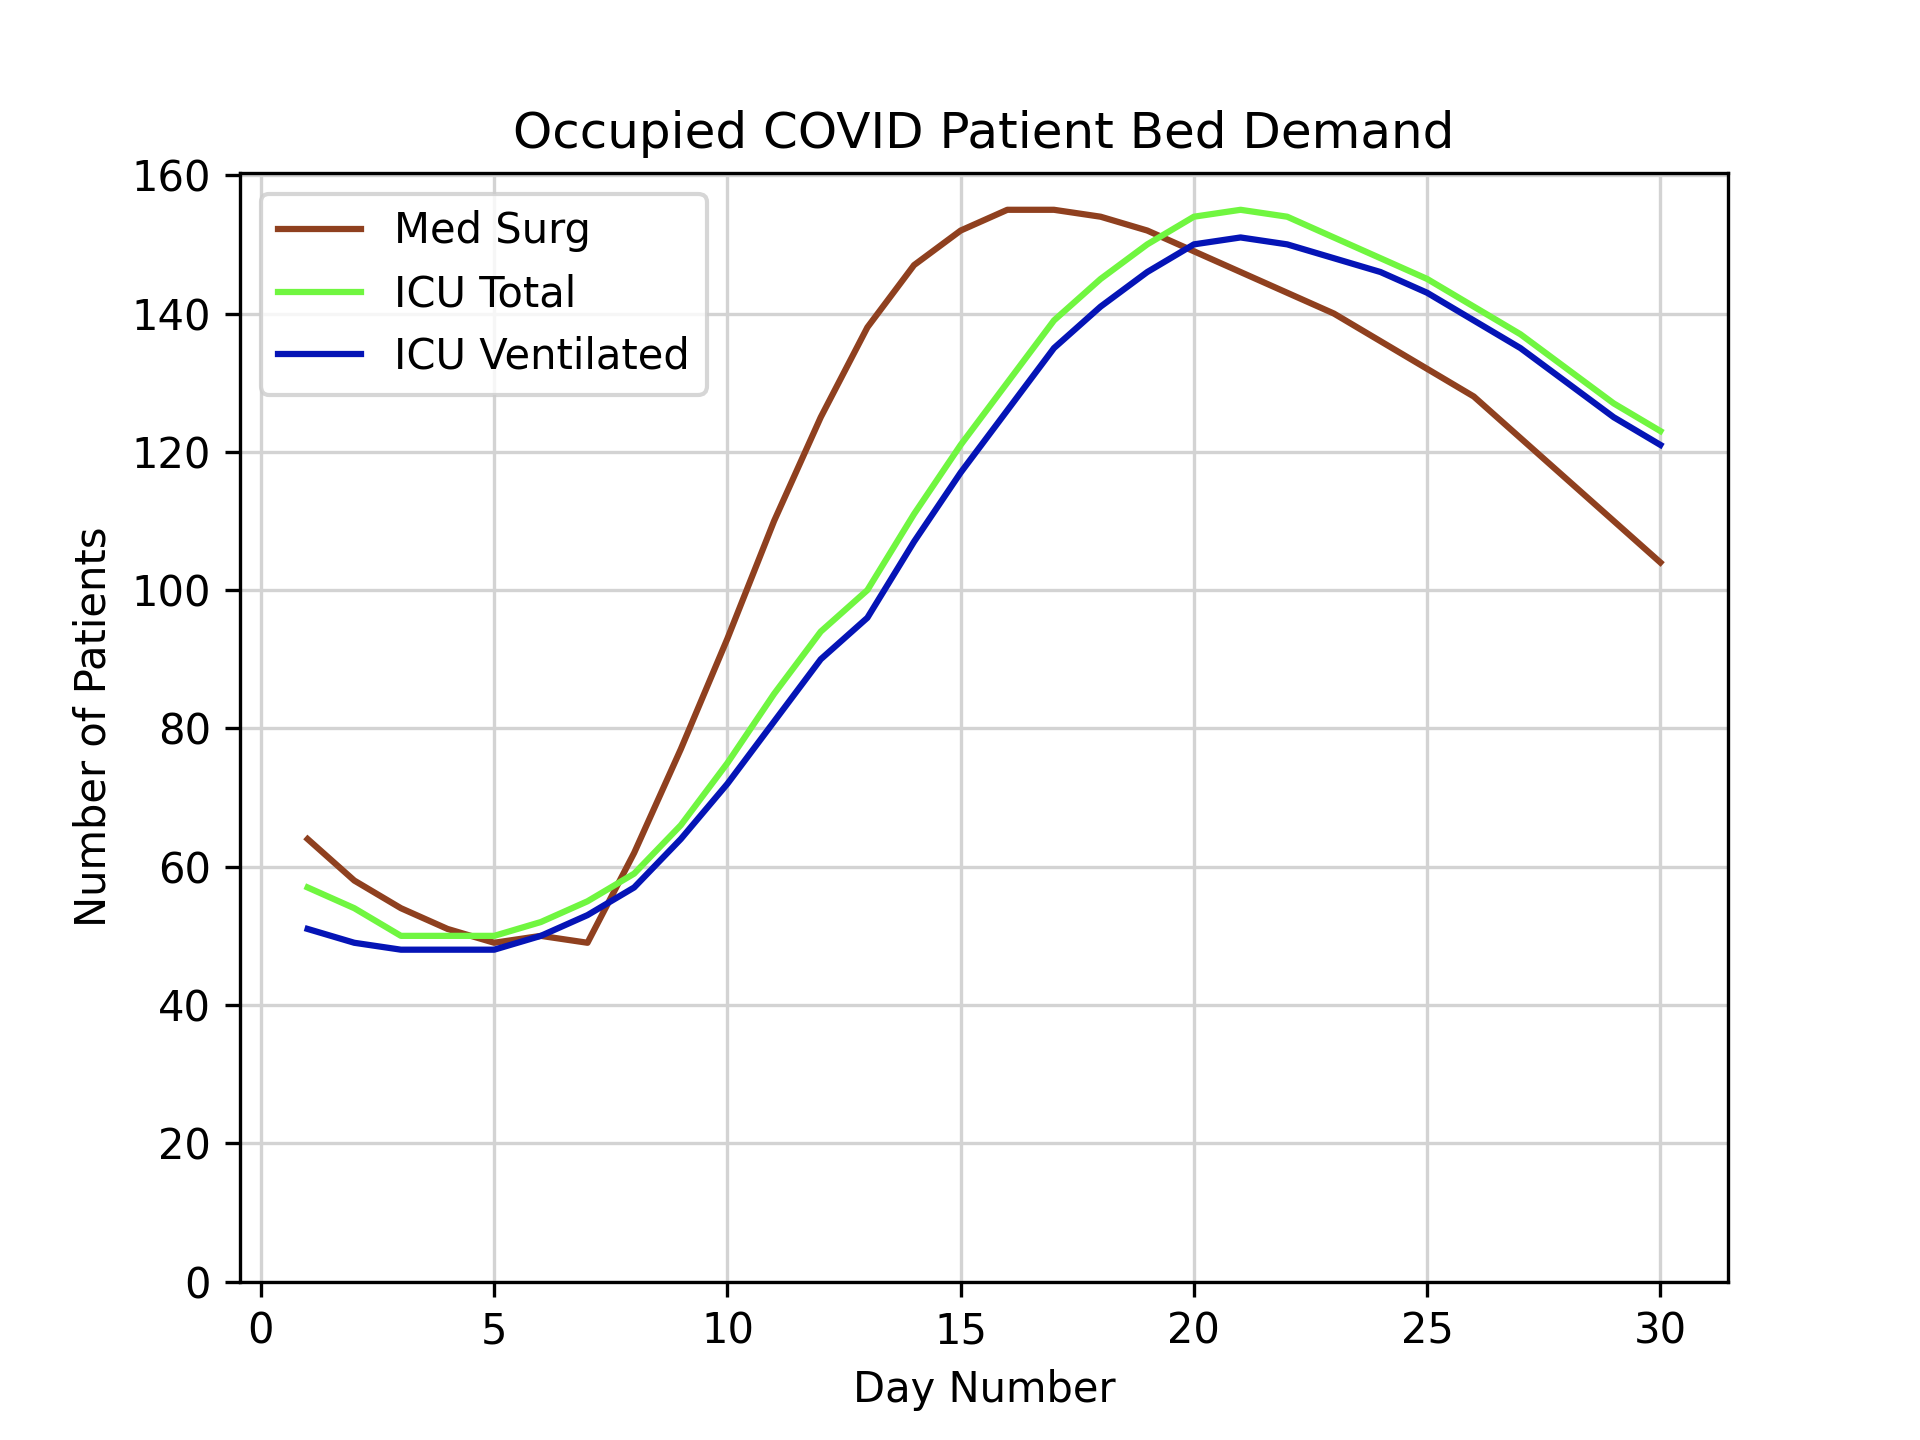 Occupied COVID Patient Bed Demand
Med Surg
ICU Total
ICU Ventilated
Number of Patients
160
140
120
100
80
60
40
20
0
0 5 10 15 20 25 30
Day Number